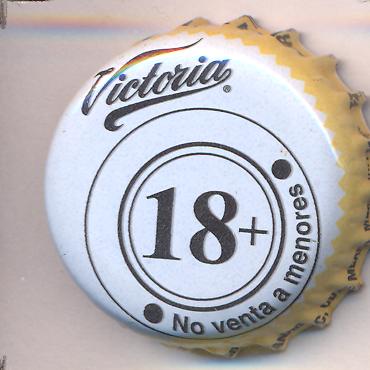 Victoria®
18+
No venta a menores